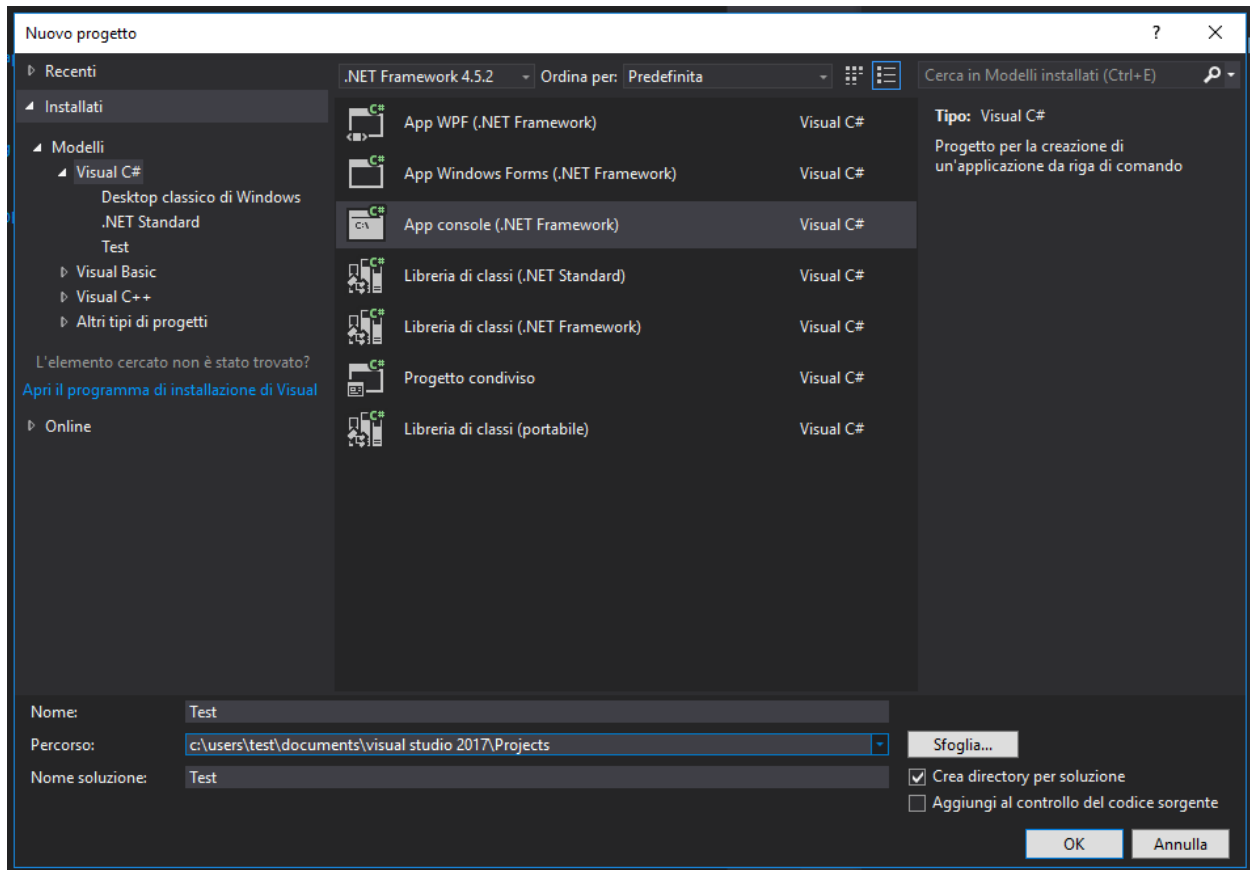 Nuovo progetto
?
Recenti
Installati
Modelli
Visual C#
Desktop classico di Windows
.NET Standard
Test
Visual Basic
Visual C++
Altri tipi di progetti
L'elemento cercato non è stato trovato?
Apri il programma di installazione di Visual
Online
.NET Framework 4.5.2
Ordina per: Predefinita
App WPF (.NET Framework) Visual C#
App Windows Forms (.NET Framework) Visual C#
App console (.NET Framework) Visual C#
Libreria di classi (.NET Standard) Visual C#
Libreria di classi (.NET Framework) Visual C#
Progetto condiviso Visual C#
Libreria di classi (portabile) Visual C#
Cerca in Modelli installati (Ctrl+E)
Tipo: Visual C#
Progetto per la creazione di
un'applicazione da riga di comando
Nome: Test
Percorso: c:\users\test\documents\visual studio 2017\Projects
Sfoglia...
Nome soluzione: Test
Crea directory per soluzione
Aggiungi al controllo del codice sorgente
OK
Annulla